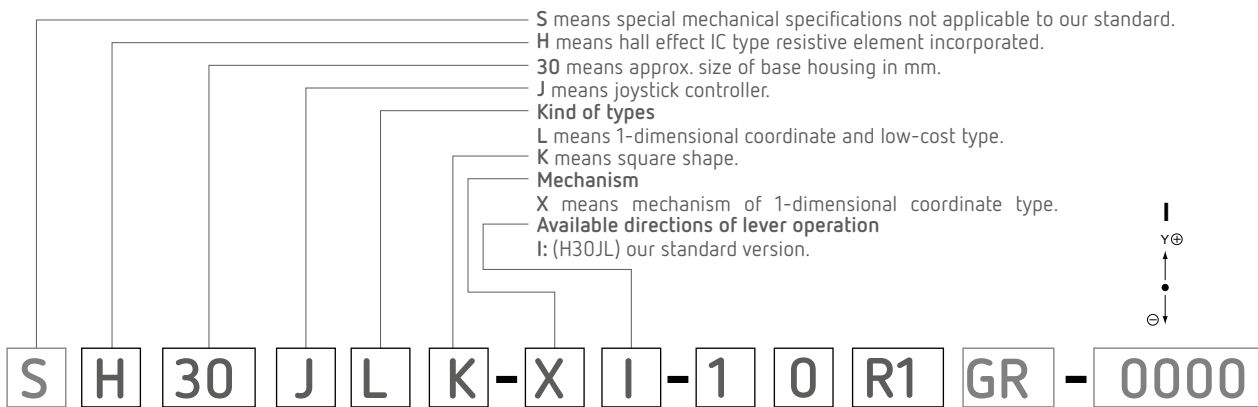 S means special mechanical specifications not applicable to our standard.
H means hall effect IC type resistive element incorporated.
30 means approx. size of base housing in mm.
J means joystick controller.
Kind of types
L means 1-dimensional coordinate and low-cost type.
K means square shape.
Mechanism
X means mechanism of 1-dimensional coordinate type.
Available directions of lever operation
I: (H30JL) our standard version.
I
Y⊕
⊖
S H 30 J L K - X I - 1 0 R1 GR - 0000